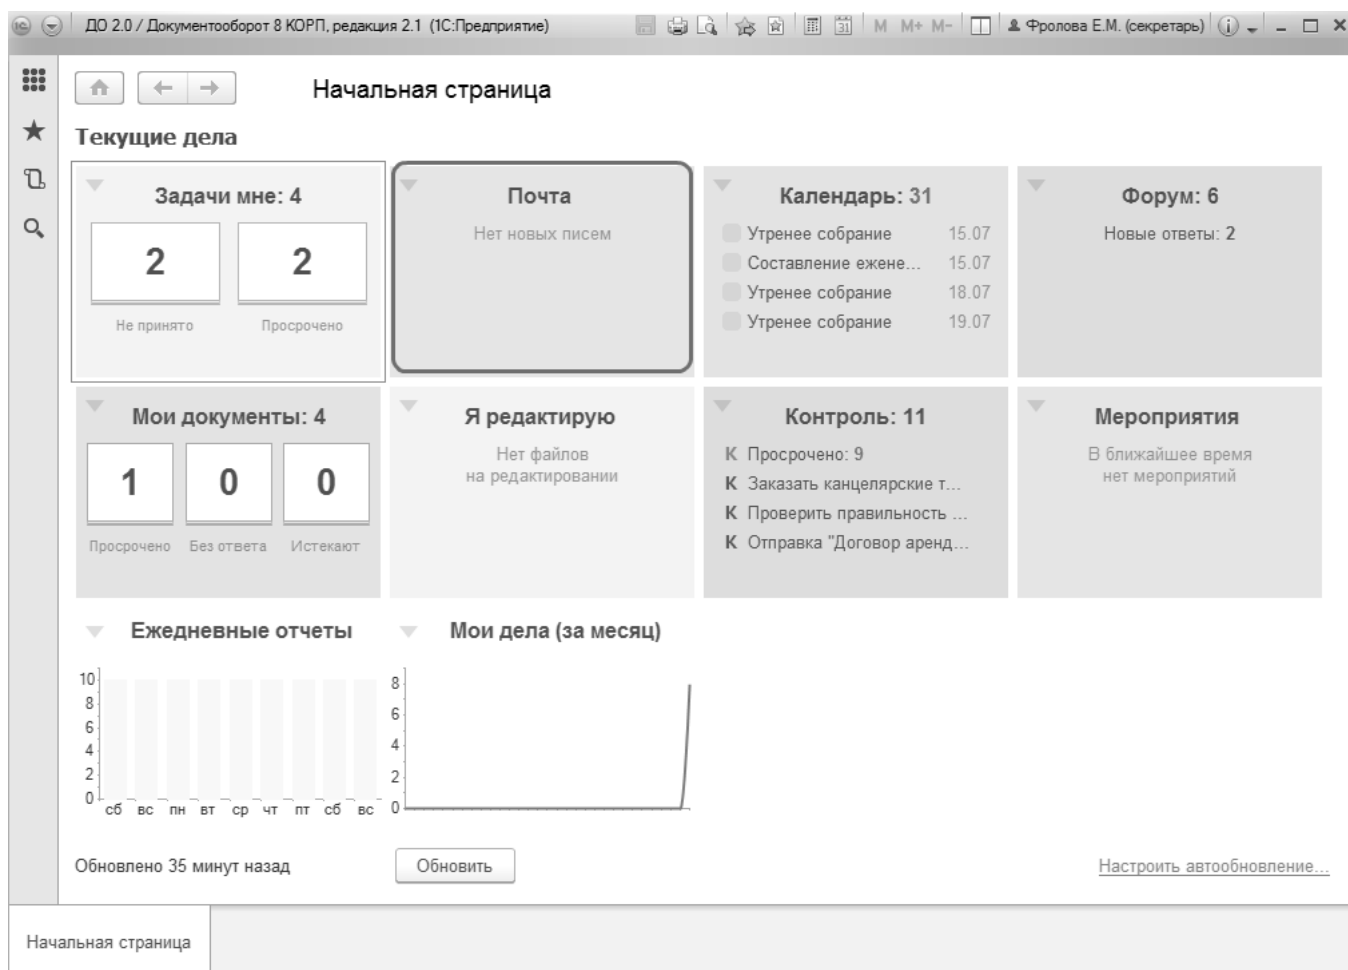 ДО 2.0 / Документооборот 8 КОРП, редакция 2.1 (1С:Предприятие)
31 M M+ M- Фролова Е.М. (секретарь)
Начальная страница
Текущие дела
Задачи мне: 4
2 2
Не принято Просрочено
Почта
Нет новых писем
Календарь: 31
Утренее собрание 15.07
Составление ежене... 15.07
Утренее собрание 18.07
Утренее собрание 19.07
Форум: 6
Новые ответы: 2
Мои документы: 4
1 0 0
Просрочено Без ответа Истекают
Я редактирую
Нет файлов
на редактировании
Контроль: 11
К Просрочено: 9
К Заказать канцелярские т...
К Проверить правильность ...
К Отправка "Договор аренд...
Мероприятия
В ближайшее время
нет мероприятий
Ежедневные отчеты
10
8
6
4
2
0
сб вс пн вт ср чт пт сб вс
Мои дела (за месяц)
8
6
4
2
0
Обновлено 35 минут назад
Обновить
Настроить автообновление...
Начальная страница